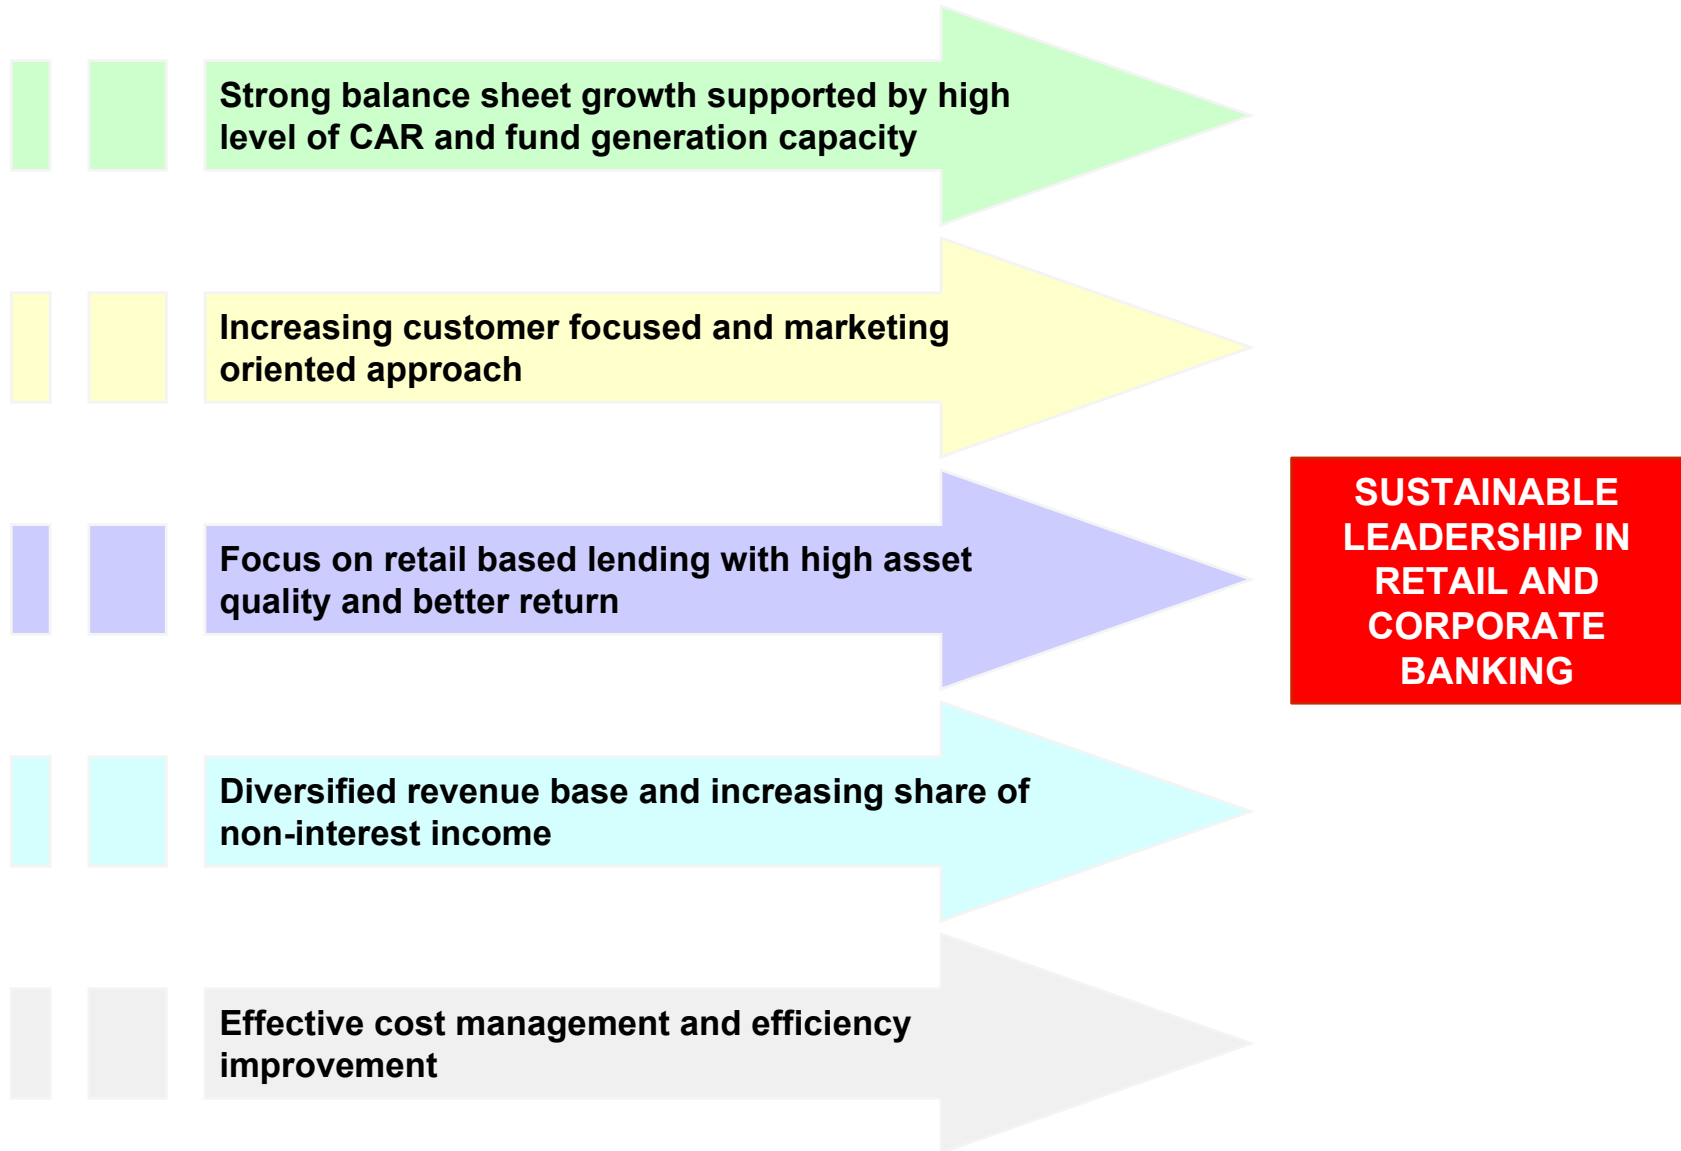 Strong balance sheet growth supported by high
level of CAR and fund generation capacity
Increasing customer focused and marketing
oriented approach
Focus on retail based lending with high asset
quality and better return
Diversified revenue base and increasing share of
non-interest income
Effective cost management and efficiency
improvement
SUSTAINABLE
LEADERSHIP IN
RETAIL AND
CORPORATE
BANKING